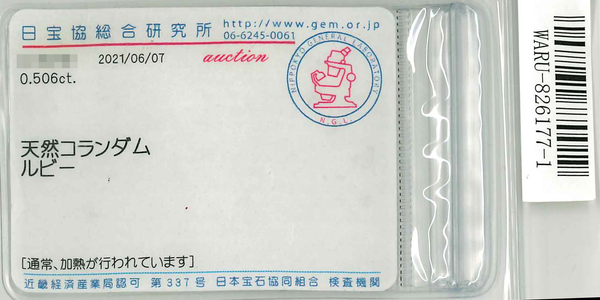 日宝協総合研究所
http://www.gem.or.jp
06-6245-0061
2021/06/07
auction
0.506ct.
NIPPOKYO GENERAL LABORATORY
N.G.L.
天然コランダム
ルビー
[通常、加熱が行われています]
近畿経済産業局認可 第337号 日本宝石協同組合 検査機関
WARU-826177-1